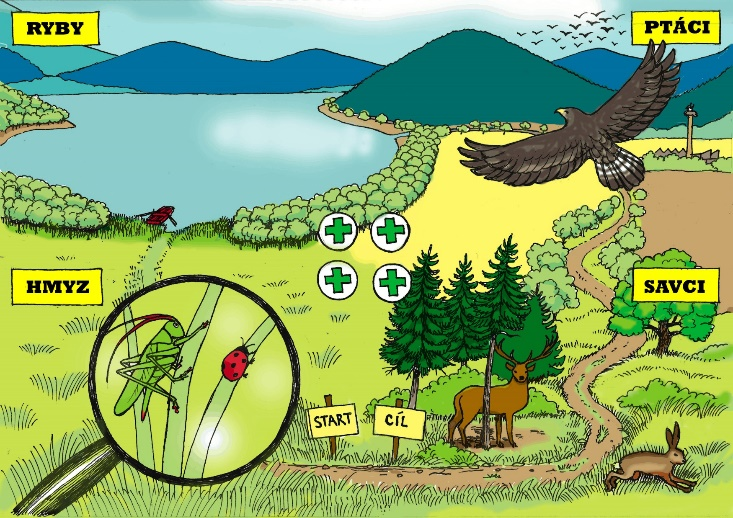 RYBY
PTÁCI
HMYZ
SAVCI
START
CÍL